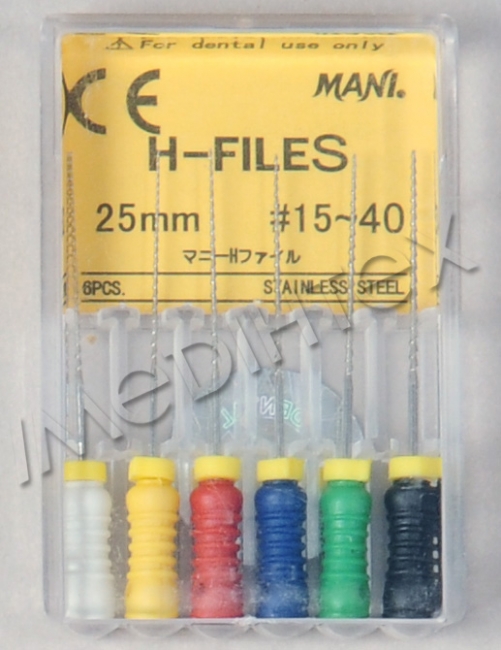 ⚠ For dental use only
CE
MANI®
H-FILES
25mm #15~40
マニーHファイル
6PCS. STAINLESS STEEL
MEDiHTex